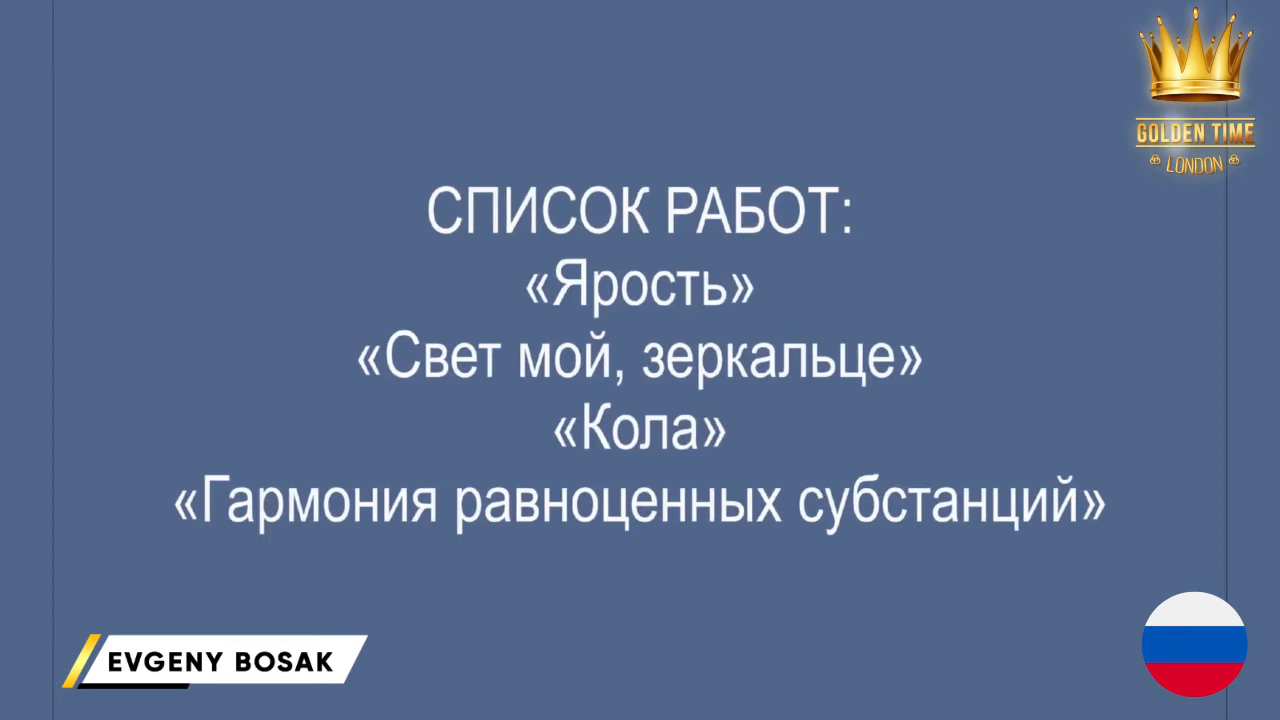 GOLDEN TIME
LONDON
СПИСОК РАБОТ:
«Ярость»
«Свет мой, зеркальце»
«Кола»
«Гармония равноценных субстанций»
EVGENY BOSAK